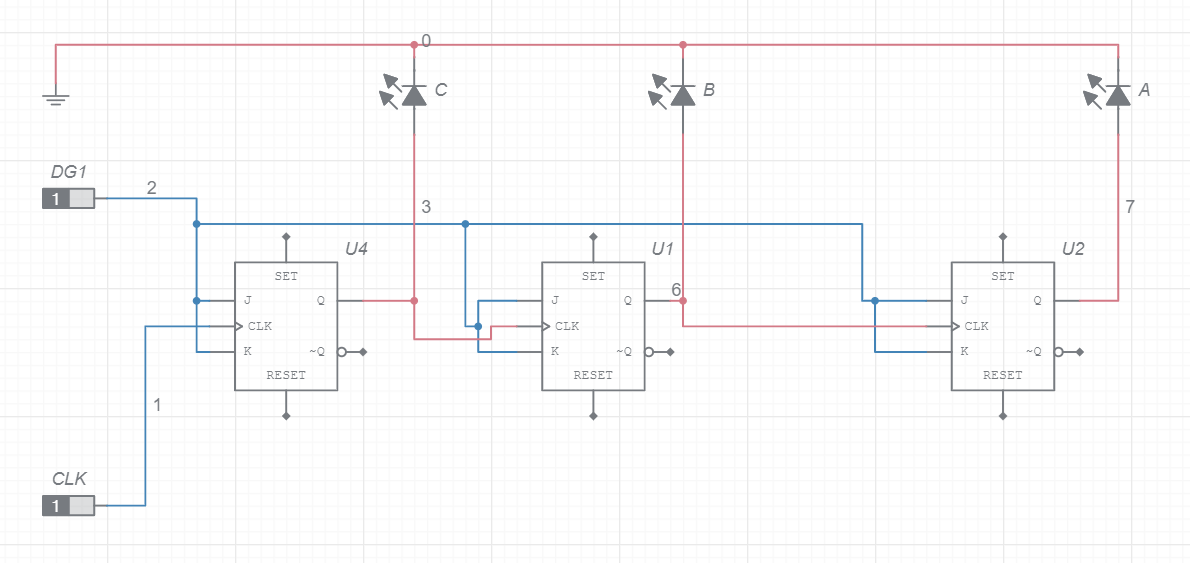 0
C
B
A
DG1
1
2
3
7
U4
U1
U2
SET
SET
SET
J
Q
J
6
Q
J
Q
CLK
CLK
CLK
K
~Q
K
~Q
K
~Q
RESET
RESET
RESET
1
CLK
1